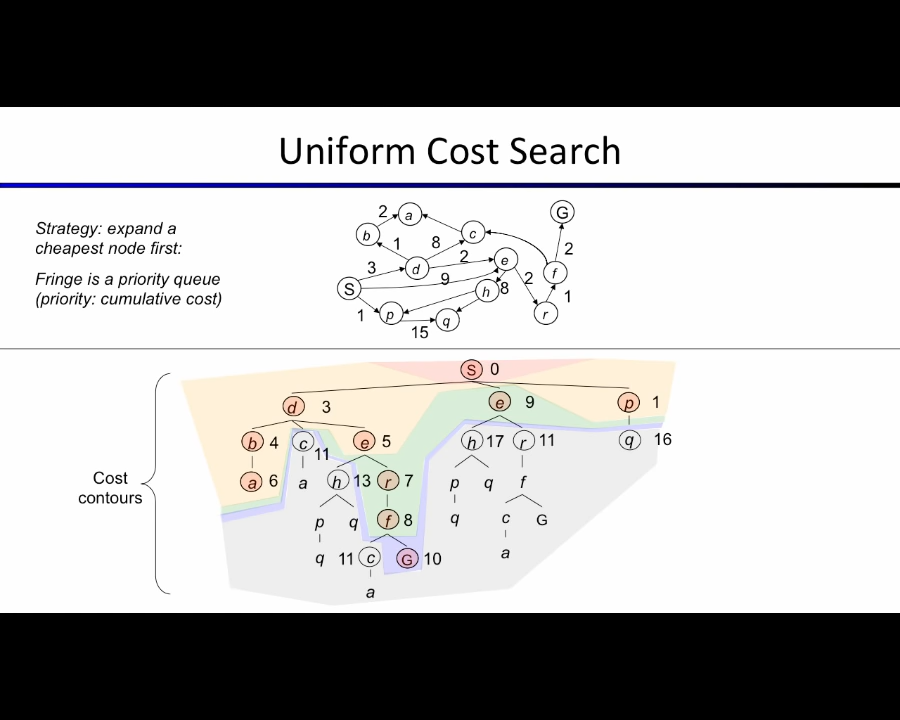 Uniform Cost Search
Strategy: expand a
cheapest node first:
Fringe is a priority queue
(priority: cumulative cost)
2 a G
b c
1 8 2 e 2
3 d f
S 9 h 8 2
1 p q r 1
15
S 0
d 3 e 9 p 1
b 4 c 11 e 5 h 17 r 11 q 16
a 6 a h 13 r 7 p q f
p q f 8 q c G
q 11 c G 10 a
a
Cost
contours